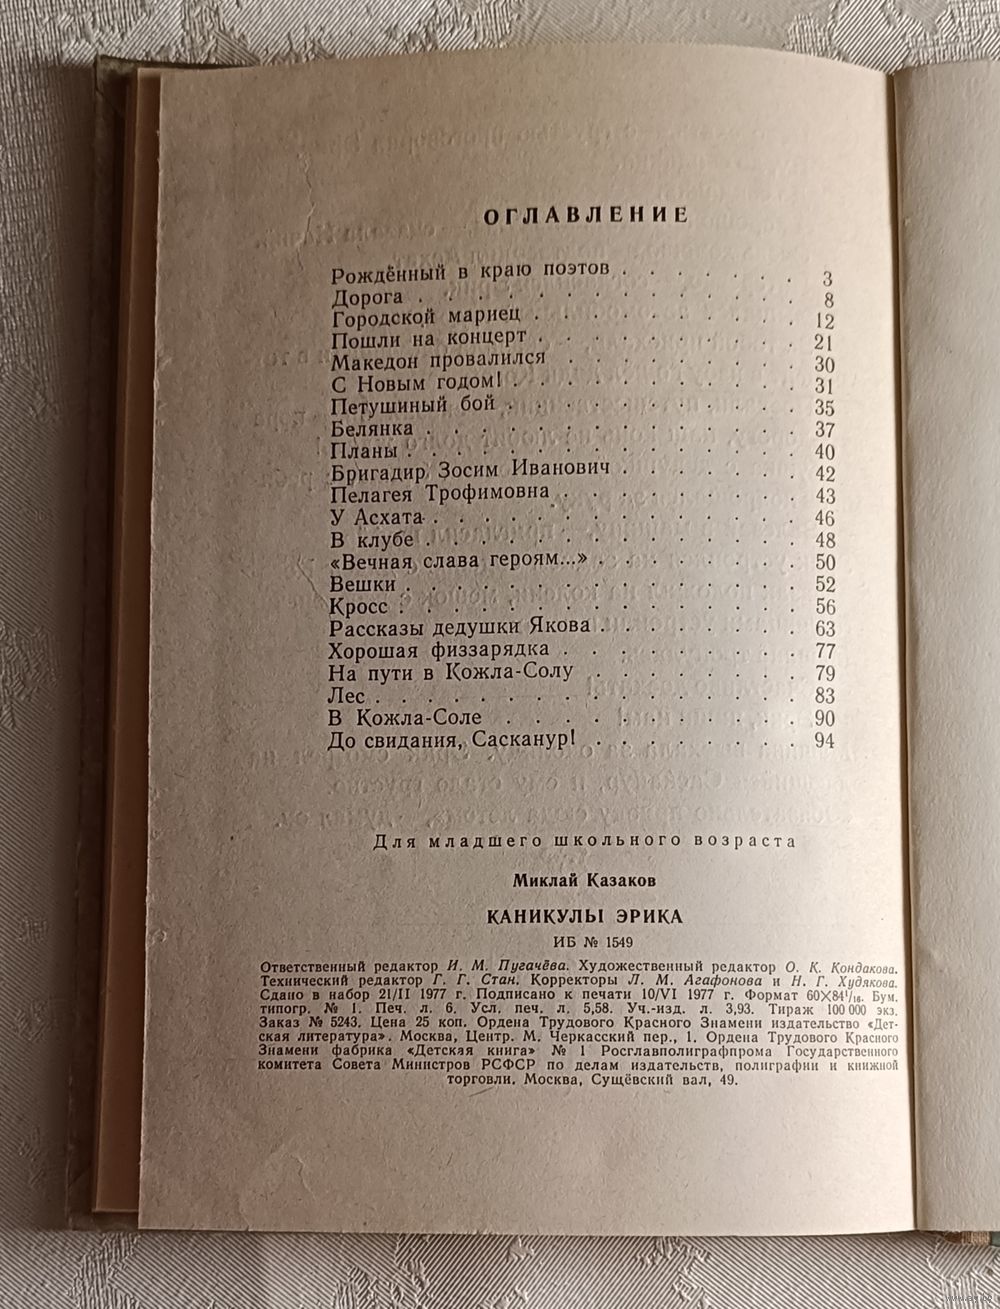 ОГЛАВЛЕНИЕ
Рождённый в краю поэтов . . . . . . . 3
Дорога . . . . . . . . . . . . . 8
Городской мариец . . . . . . . . . . 12
Пошли на концерт . . . . . . . . . . 21
Македон провалился . . . . . . . . . 30
С Новым годом! . . . . . . . . . . . 31
Петушиный бой . . . . . . . . . . . 35
Белянка . . . . . . . . . . . . . 37
Планы . . . . . . . . . . . . . . 40
Бригадир Зосим Иванович . . . . . . . 42
Пелагея Трофимовна . . . . . . . . . 43
У Асхата . . . . . . . . . . . . . 46
В клубе . . . . . . . . . . . . . 48
«Вечная слава героям...» . . . . . . . . 50
Вешки . . . . . . . . . . . . . . 52
Кросс . . . . . . . . . . . . . . 56
Рассказы дедушки Якова . . . . . . . . 63
Хорошая физзарядка . . . . . . . . . 77
На пути в Кожла-Солу . . . . . . . . 79
Лес . . . . . . . . . . . . . . . 83
В Кожла-Соле . . . . . . . . . . . 90
До свидания, Сасканур! . . . . . . . . 94
Для младшего школьного возраста
Миклай Казаков
КАНИКУЛЫ ЭРИКА
ИБ № 1549
Ответственный редактор И. М. Пугачёва. Художественный редактор О. К. Кондакова.
Технический редактор Г. Г. Стан. Корректоры Л. М. Агафонова и Н. Г. Худякова.
Сдано в набор 21/II 1977 г. Подписано к печати 10/VI 1977 г. Формат 60×84¹/₁₆. Бум.
типогр. № 1. Печ. л. 6. Усл. печ. л. 5,58. Уч.-изд. л. 3,93. Тираж 100 000 экз.
Заказ № 5243. Цена 25 коп. Ордена Трудового Красного Знамени издательство «Дет-
ская литература». Москва, Центр. М. Черкасский пер., 1. Ордена Трудового Красного
Знамени фабрика «Детская книга» № 1 Росглавполиграфпрома Государственного
комитета Совета Министров РСФСР по делам издательств, полиграфии и книжной
торговли. Москва, Сущёвский вал, 49.